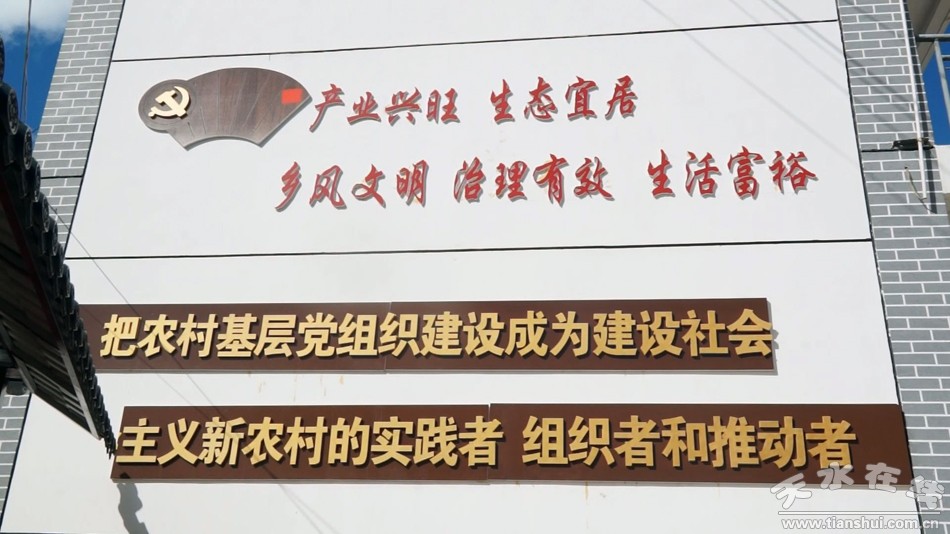 产业兴旺 生态宜居
乡风文明 治理有效 生活富裕
把农村基层党组织建设成为建设社会
主义新农村的实践者 组织者和推动者
天水在线
www.tianshui.com.cn